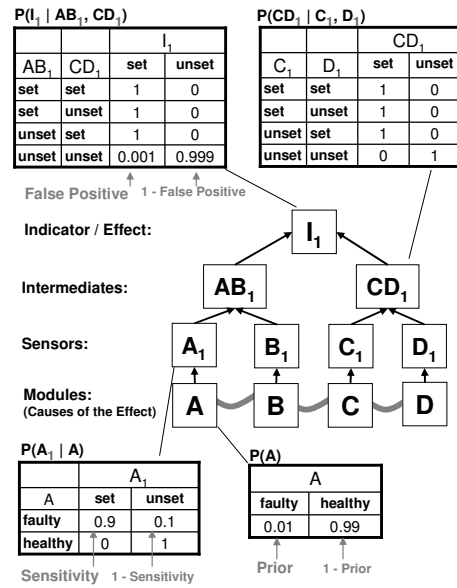 P(I₁ | AB₁, CD₁)
I₁
AB₁ CD₁ set unset
set set 1 0
set unset 1 0
unset set 1 0
unset unset 0.001 0.999
False Positive 1 - False Positive
P(CD₁ | C₁, D₁)
CD₁
C₁ D₁ set unset
set set 1 0
set unset 1 0
unset set 1 0
unset unset 0 1
Indicator / Effect: I₁
Intermediates: AB₁ CD₁
Sensors: A₁ B₁ C₁ D₁
Modules: A B C D
(Causes of the Effect)
P(A₁ | A)
A₁
A set unset
faulty 0.9 0.1
healthy 0 1
Sensitivity 1 - Sensitivity
P(A)
A
faulty healthy
0.01 0.99
Prior 1 - Prior